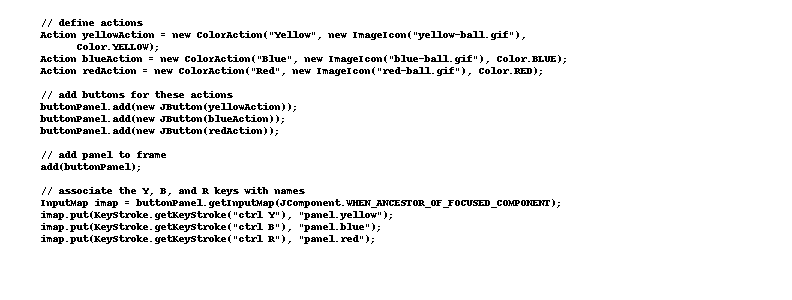 // define actions
Action yellowAction = new ColorAction("Yellow", new ImageIcon("yellow-ball.gif"),
Color.YELLOW);
Action blueAction = new ColorAction("Blue", new ImageIcon("blue-ball.gif"), Color.BLUE);
Action redAction = new ColorAction("Red", new ImageIcon("red-ball.gif"), Color.RED);
// add buttons for these actions
buttonPanel.add(new JButton(yellowAction));
buttonPanel.add(new JButton(blueAction));
buttonPanel.add(new JButton(redAction));
// add panel to frame
add(buttonPanel);
// associate the Y, B, and R keys with names
InputMap imap = buttonPanel.getInputMap(JComponent.WHEN_ANCESTOR_OF_FOCUSED_COMPONENT);
imap.put(KeyStroke.getKeyStroke("ctrl Y"), "panel.yellow");
imap.put(KeyStroke.getKeyStroke("ctrl B"), "panel.blue");
imap.put(KeyStroke.getKeyStroke("ctrl R"), "panel.red");